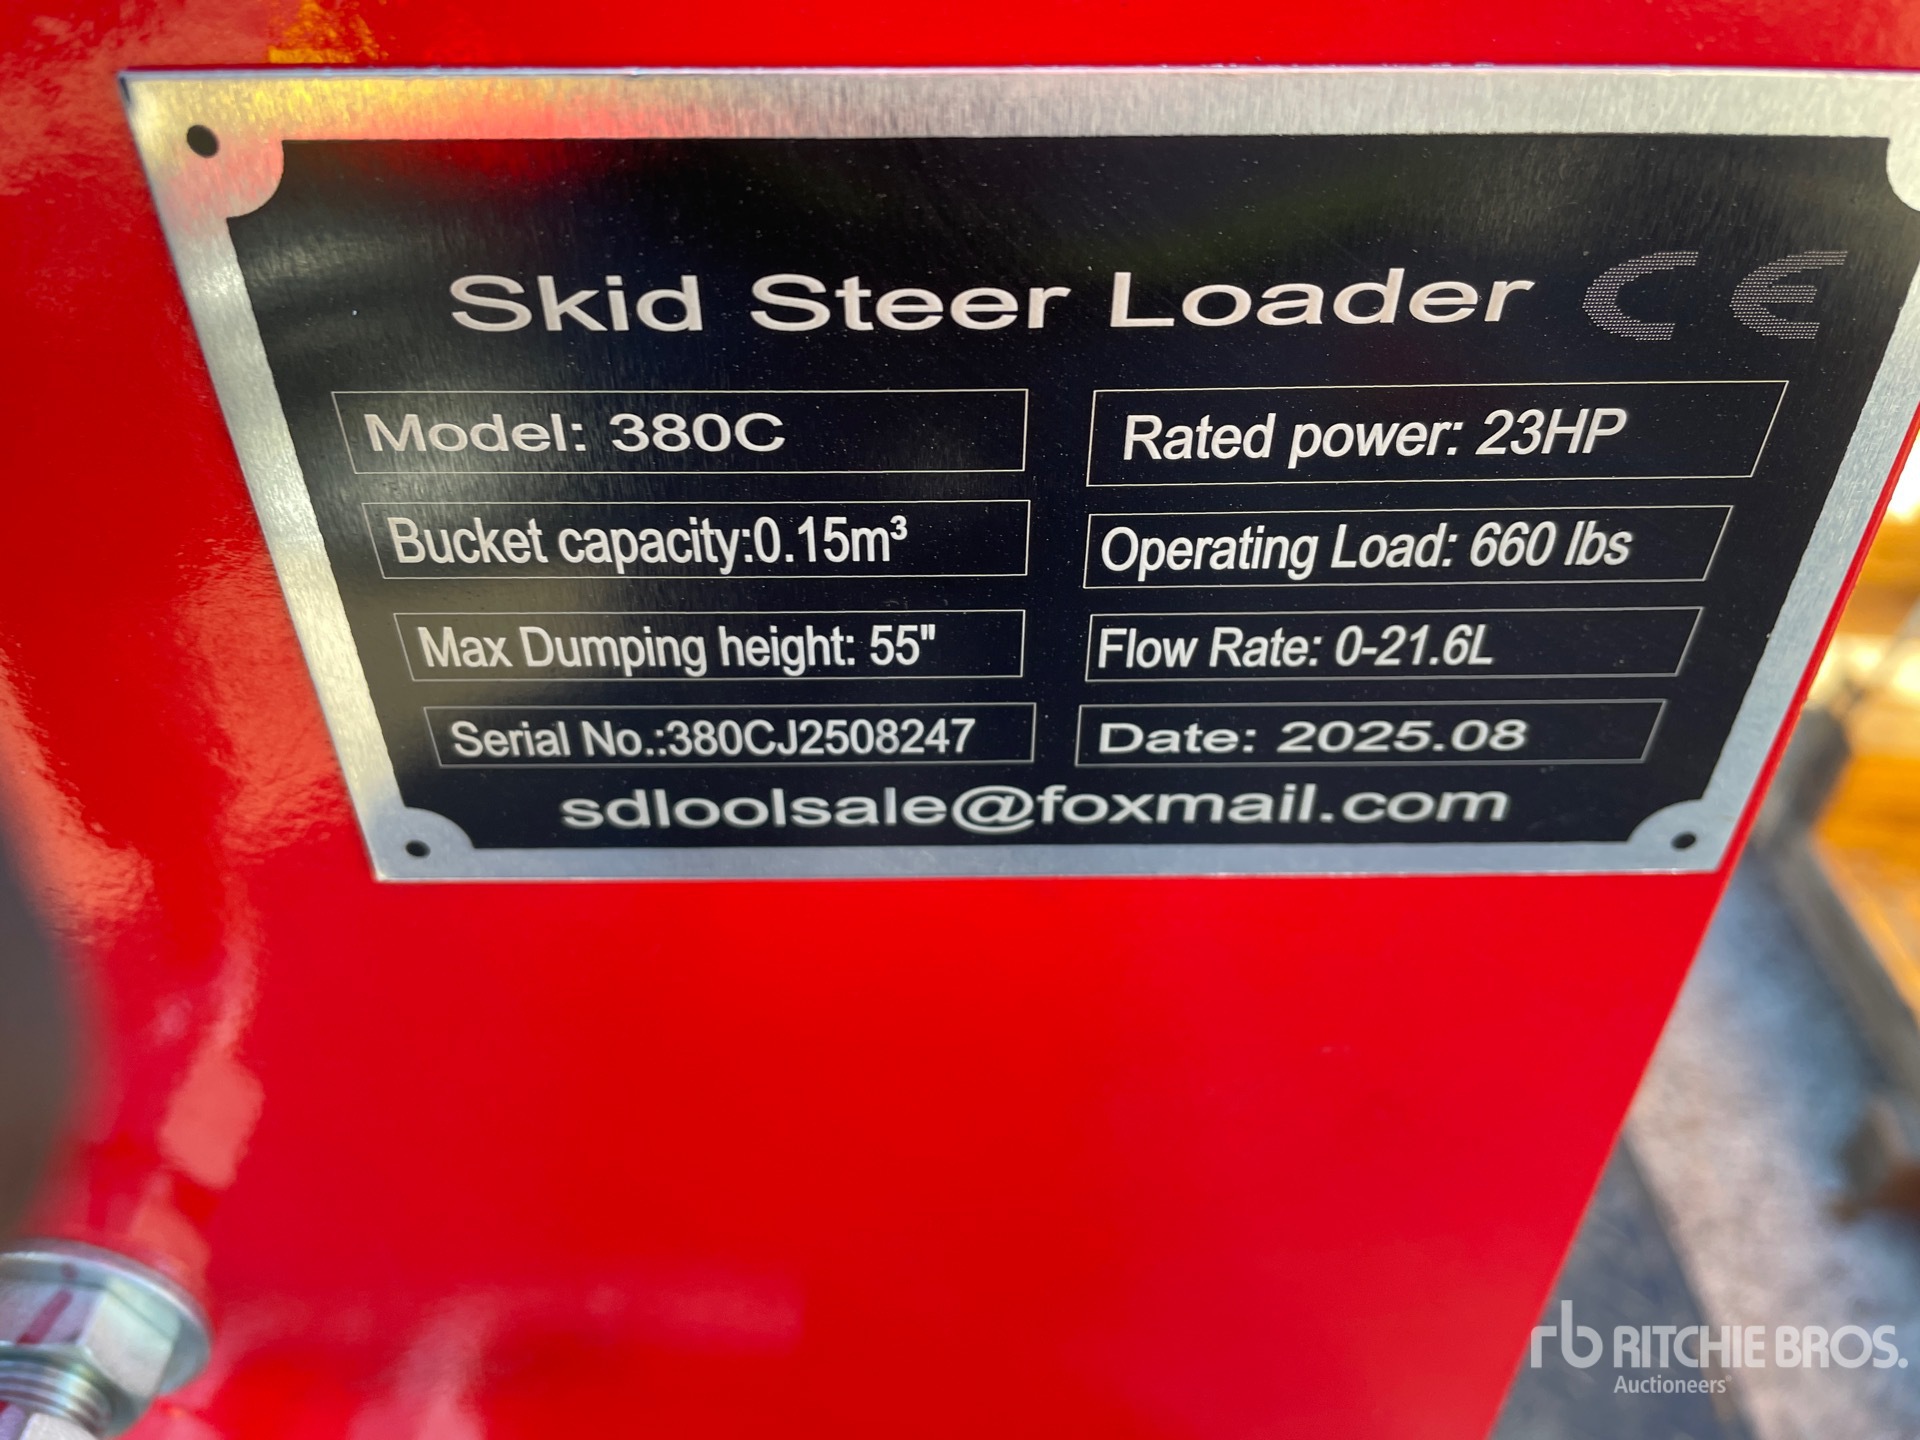 Skid Steer Loader CE
Model: 380C
Rated power: 23HP
Bucket capacity:0.15m³
Operating Load: 660 lbs
Max Dumping height: 55"
Flow Rate: 0-21.6L
Serial No.:380CJ2508247
Date: 2025.08
sdloolsale@foxmail.com
rb RITCHIE BROS.
Auctioneers